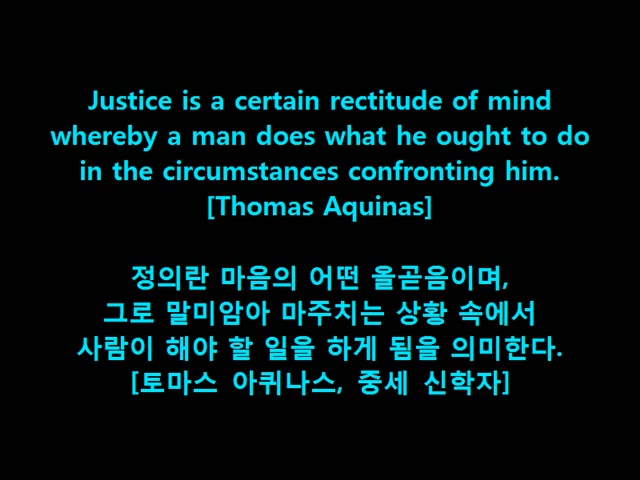 Justice is a certain rectitude of mind
whereby a man does what he ought to do
in the circumstances confronting him.
[Thomas Aquinas]
정의란 마음의 어떤 올곧음이며,
그로 말미암아 마주치는 상황 속에서
사람이 해야 할 일을 하게 됨을 의미한다.
[토마스 아퀴나스, 중세 신학자]